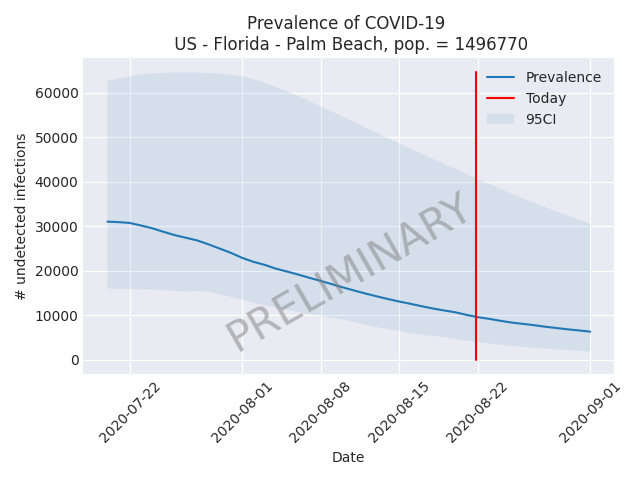 Prevalence of COVID-19
US - Florida - Palm Beach, pop. = 1496770
Prevalence
Today
95CI
60000
50000
40000
30000
20000
10000
0
# undetected infections
PRELIMINARY
2020-07-22
2020-08-01
2020-08-08
2020-08-15
2020-08-22
2020-09-01
Date